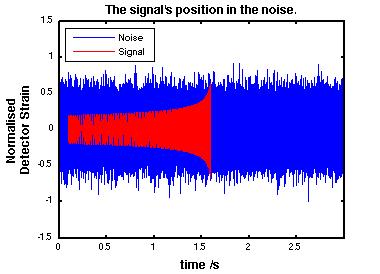 The signal's position in the noise.
1.5
Noise
Signal
1
0.5
0
-0.5
-1
-1.5
Normalised
Detector Strain
0 0.5 1 1.5 2 2.5
time /s